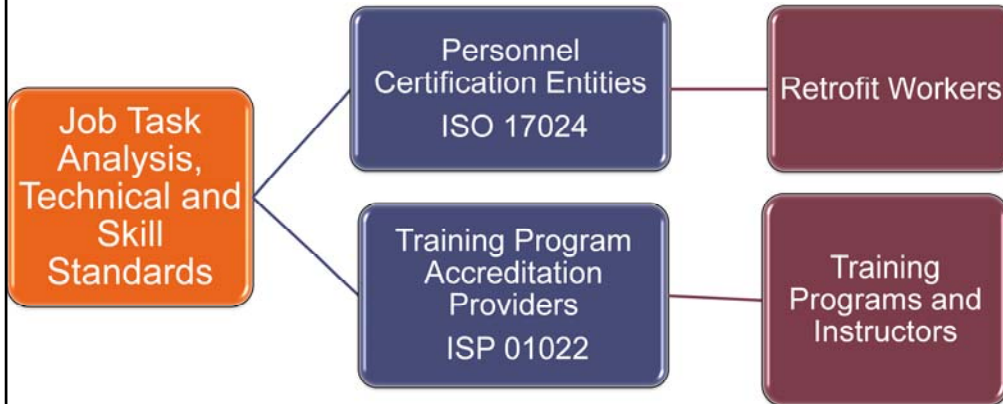 Job Task
Analysis,
Technical and
Skill
Standards
Personnel
Certification Entities
ISO 17024
Retrofit Workers
Training Program
Accreditation
Providers
ISP 01022
Training
Programs and
Instructors